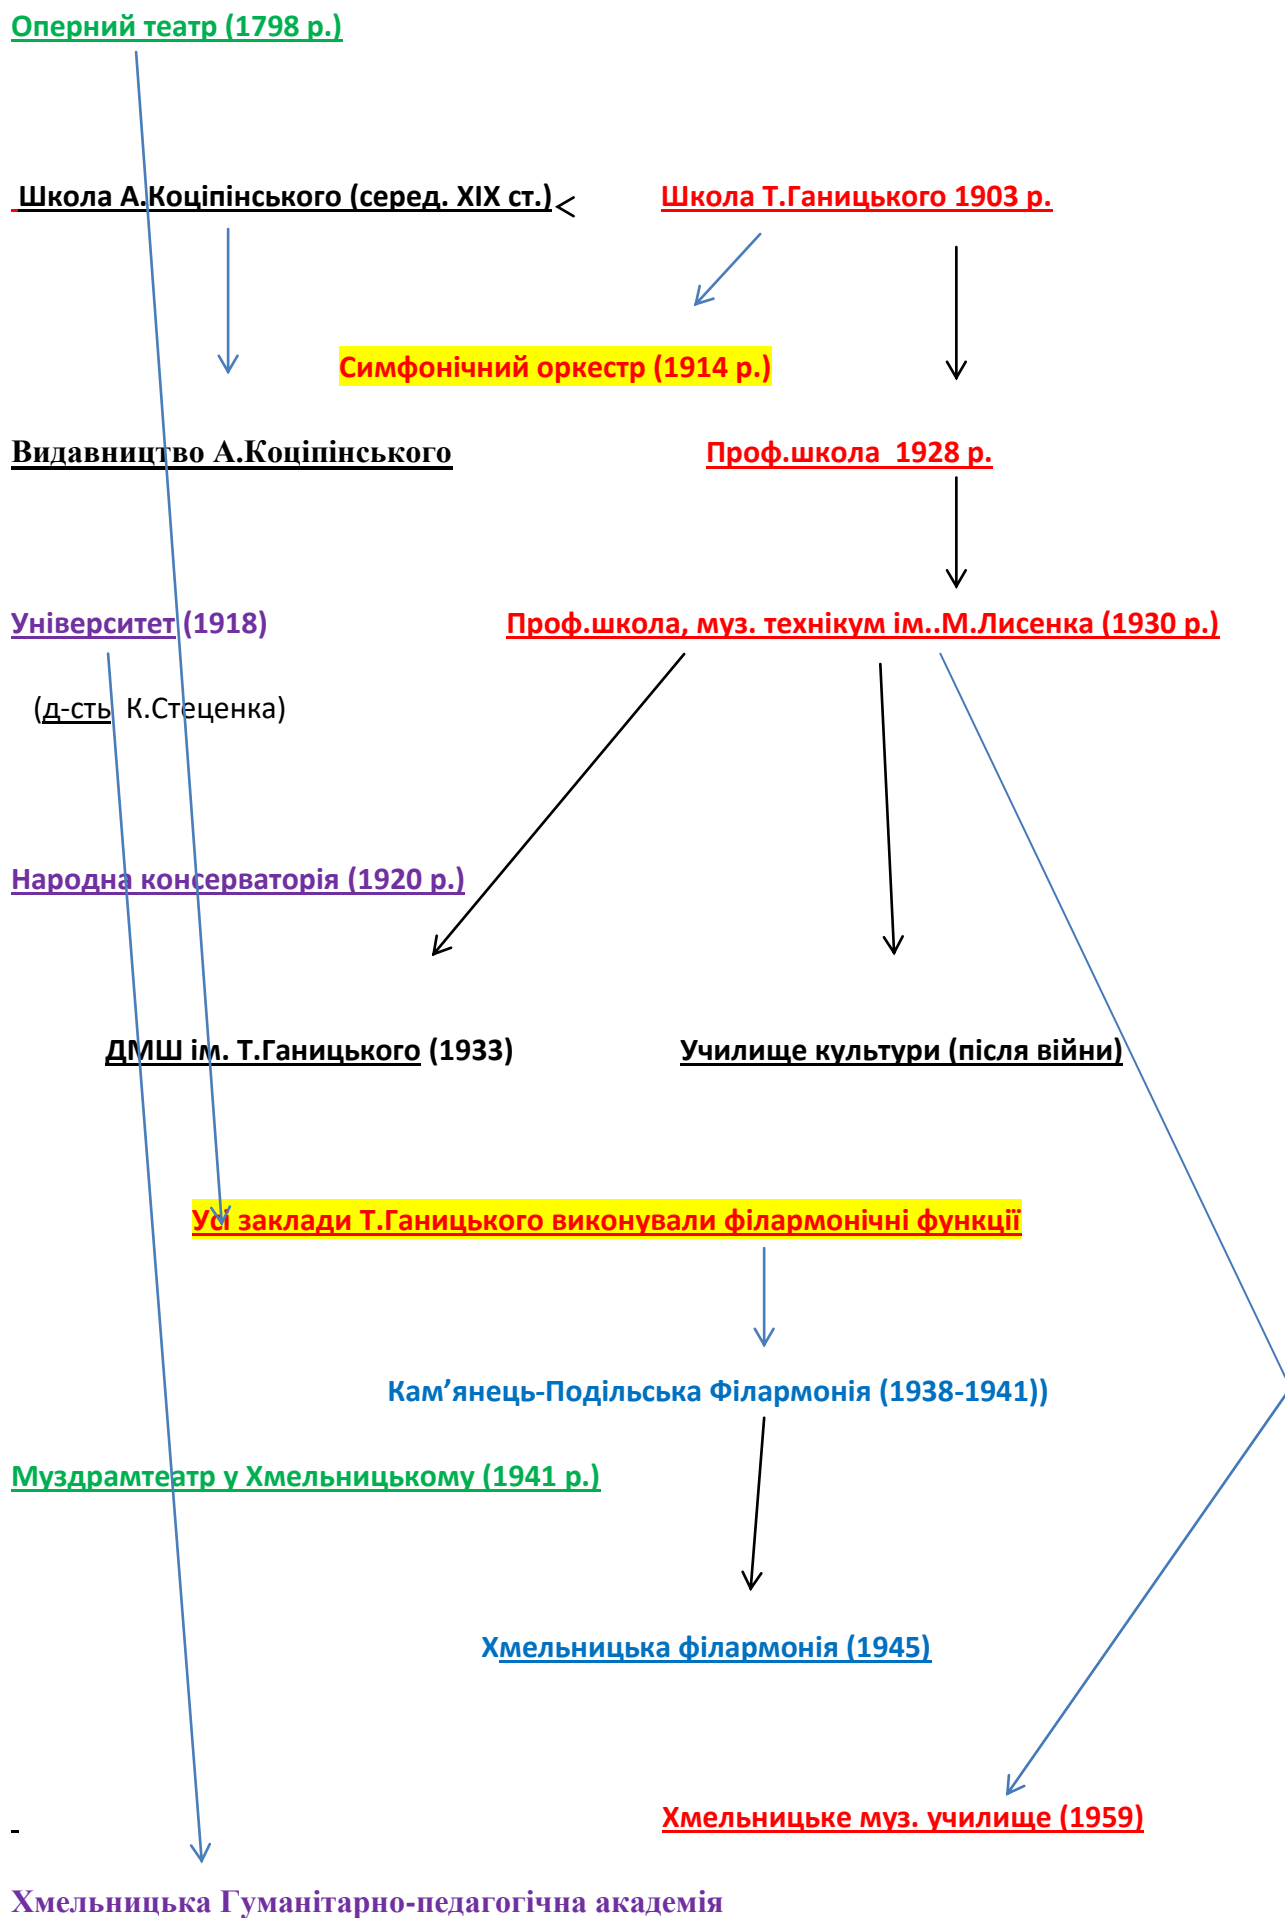 Оперний театр (1798 р.)
Школа А.Коціпінського (серед. ХІХ ст.) Школа Т.Ганицького 1903 р.
Симфонічний оркестр (1914 р.)
Видавництво А.Коціпінського Проф.школа 1928 р.
Університет (1918) Проф.школа, муз. технікум ім..М.Лисенка (1930 р.)
(д-сть К.Стеценка)
Народна консерваторія (1920 р.)
ДМШ ім. Т.Ганицького (1933) Училище культури (після війни)
Усі заклади Т.Ганицького виконували філармонічні функції
Кам’янець-Подільська Філармонія (1938-1941))
Муздрамтеатр у Хмельницькому (1941 р.)
Хмельницька філармонія (1945)
Хмельницьке муз. училище (1959)
Хмельницька Гуманітарно-педагогічна академія